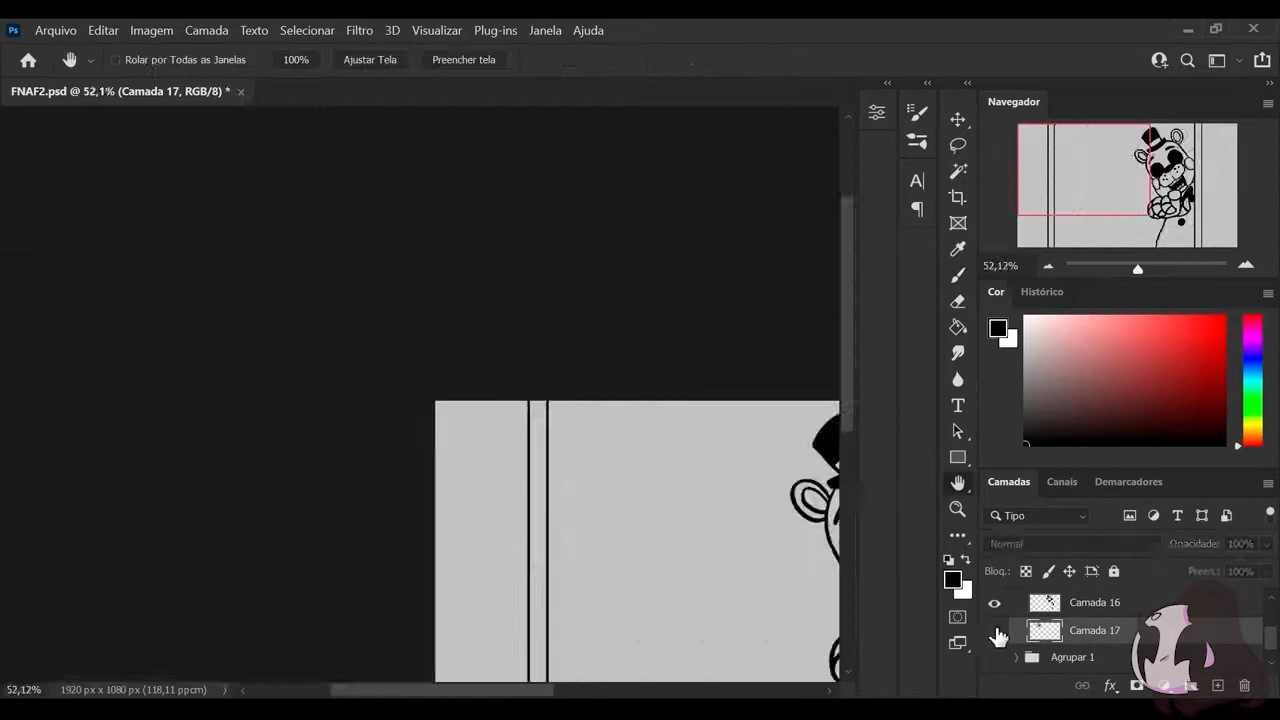 Ps Arquivo Editar Imagem Camada Texto Selecionar Filtro 3D Visualizar Plug-ins Janela Ajuda
Rolar por Todas as Janelas 100% Ajustar Tela Preencher tela
FNAF2.psd @ 52,1% (Camada 17, RGB/8) * ×
Navegador
52,12%
Cor Histórico
Camadas Canais Demarcadores
Tipo
Normal Opacidade: 100%
Bloq.: Preen.: 100%
Camada 16
Camada 17
Agrupar 1
52,12% 1920 px x 1080 px (118,11 ppcm)